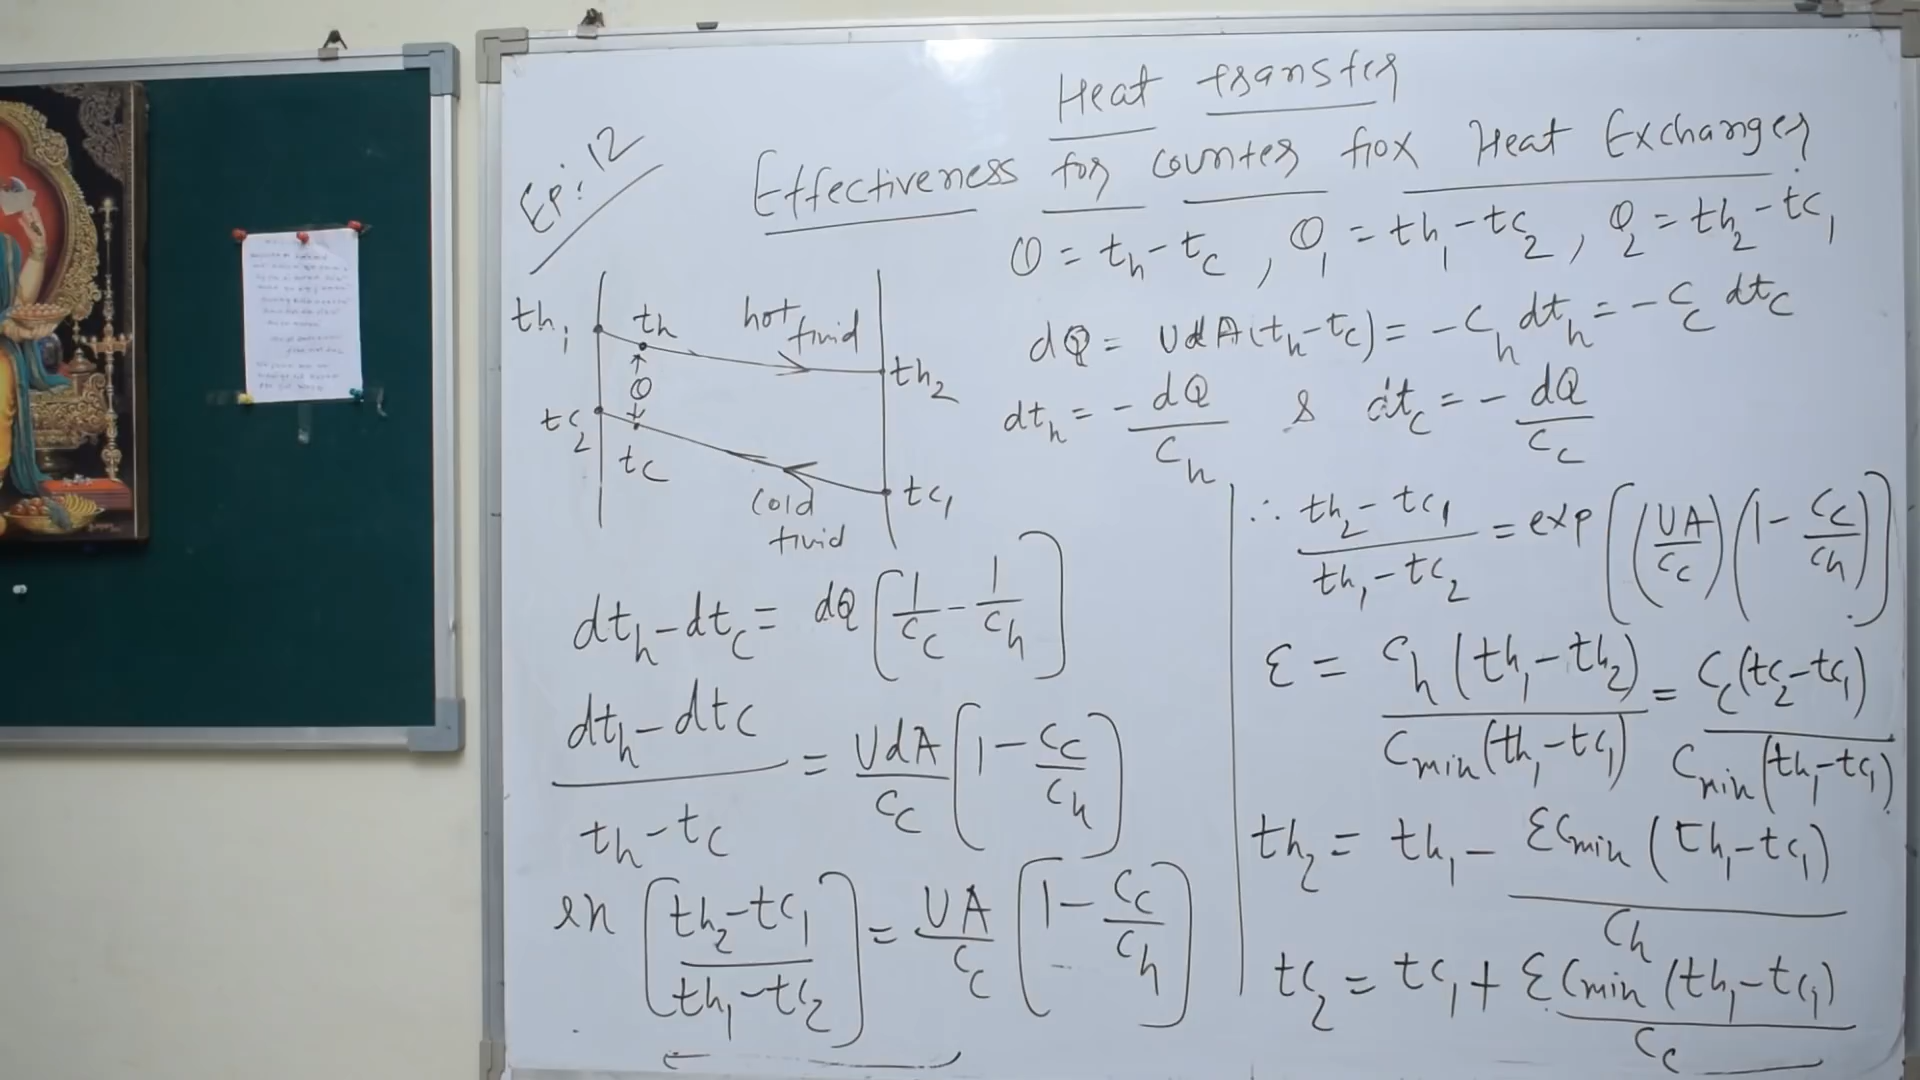 Heat transfer
Ep: 12
Effectiveness for counter flow Heat Exchanger
θ = th - tc , θ1 = th1 - tc2 , θ2 = th2 - tc1
dQ = UdA(th - tc) = -Ch dth = -Cc dtc
dth = - dQ/Ch & dtc = - dQ/Cc
th1 th hot fluid th2
θ
tc2 tc cold fluid tc1
dth - dtc = dQ [1/Cc - 1/Ch]
(dth - dtc)/(th - tc) = UdA/Cc [1 - Cc/Ch]
ln [(th2 - tc1)/(th1 - tc2)] = UA/Cc [1 - Cc/Ch]
∴ (th2 - tc1)/(th1 - tc2) = exp [(UA/Cc)(1 - Cc/Ch)]
ε = Ch(th1 - th2)/Cmin(th1 - tc1) = Cc(tc2 - tc1)/Cmin(th1 - tc1)
th2 = th1 - εCmin(th1 - tc1)/Ch
tc2 = tc1 + εCmin(th1 - tc1)/Cc